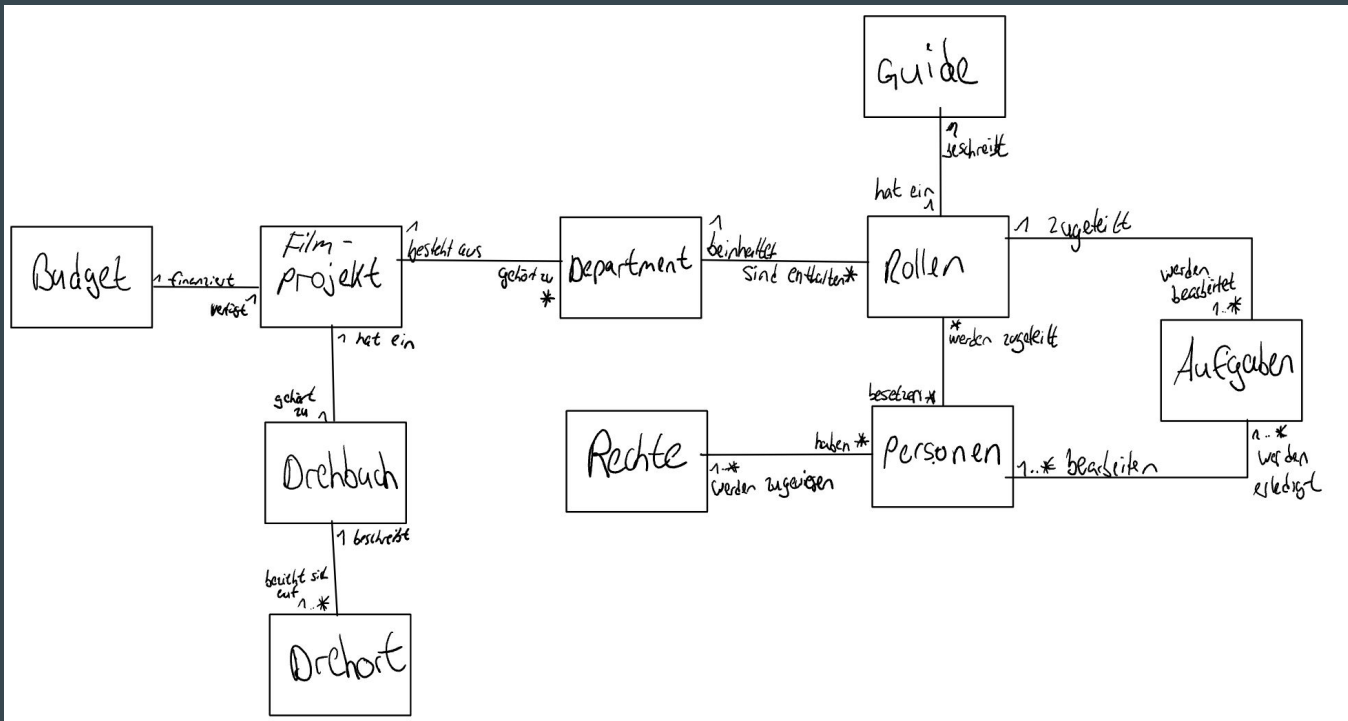 Guide
1
beschreibt
hat ein
1
Budget
1 finanziert
1
Film-
projekt
1
besteht aus
gehört zu
*
Department
1
beinhaltet
sind enthalten *
Rollen
1 zugeteilt
werden
bearbeitet
1..*
Aufgaben
*
werden zugeteilt
besetzen *
1 hat ein
gehört
zu 1
Drehbuch
Rechte
1..*
werden zugewiesen
haben *
Personen
1..* bearbeiten
1..*
werden
erledigt
1 beschreibt
bezieht sich
auf
1..*
Drehort